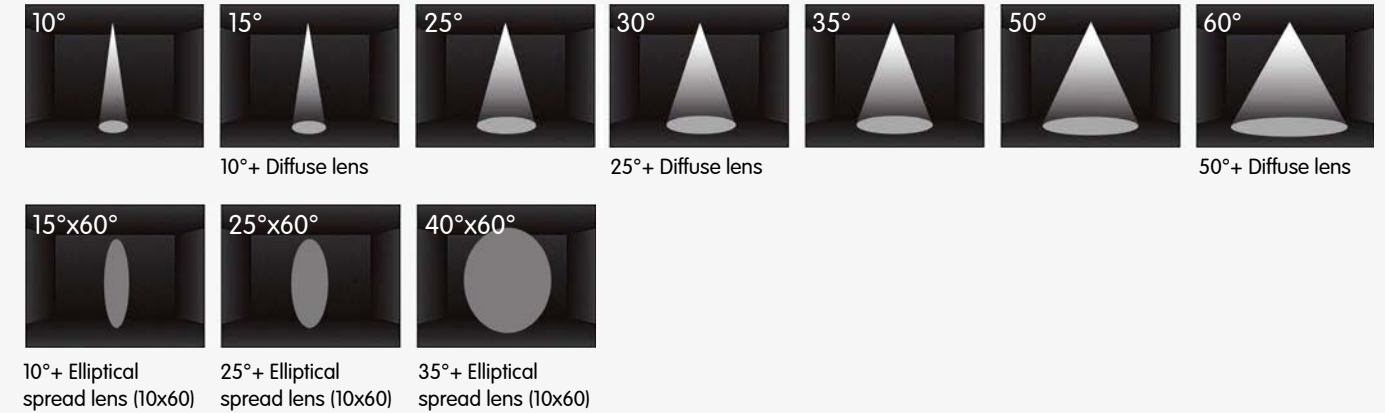 10°
15°
25°
30°
35°
50°
60°
10°+ Diffuse lens
25°+ Diffuse lens
50°+ Diffuse lens
15°x60°
25°x60°
40°x60°
10°+ Elliptical
spread lens (10x60)
25°+ Elliptical
spread lens (10x60)
35°+ Elliptical
spread lens (10x60)